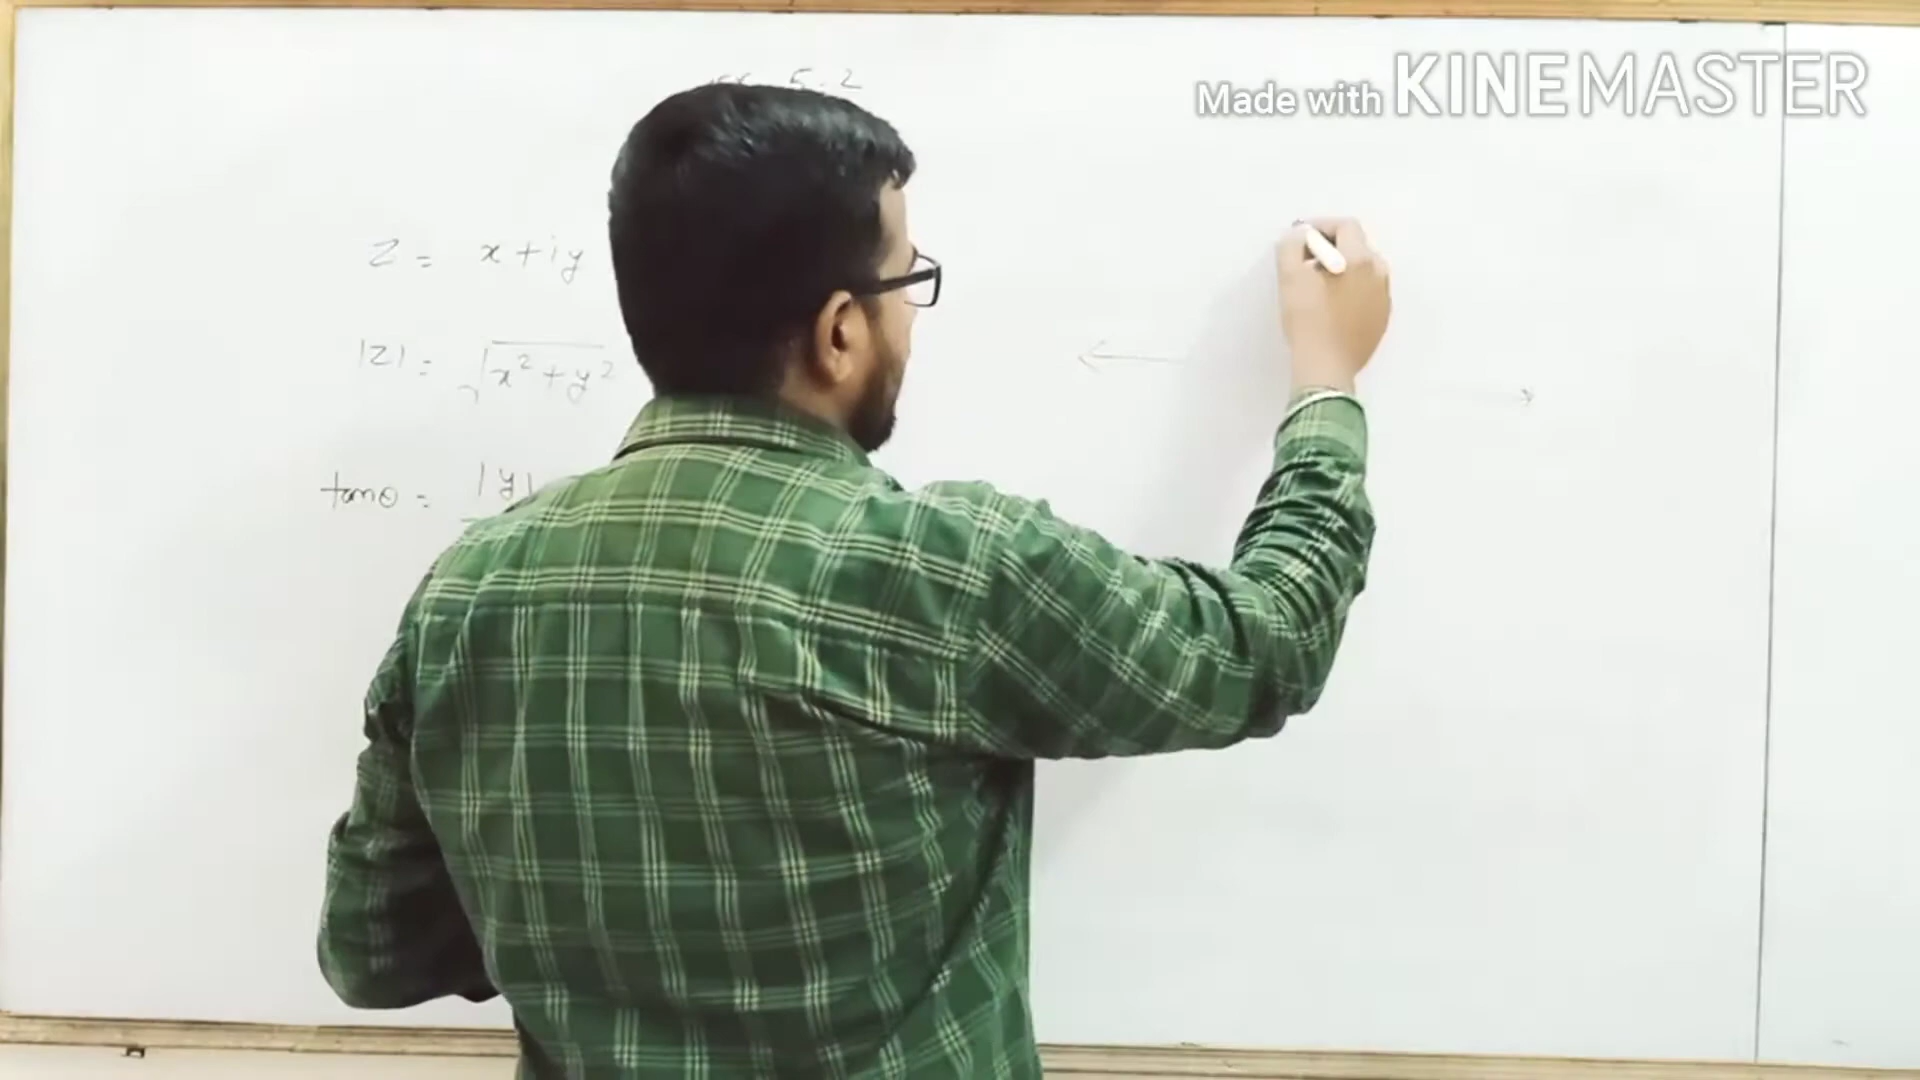 5.2
Made with KINEMASTER
z = x+iy
|z| = √x²+y²
tanθ = |y|